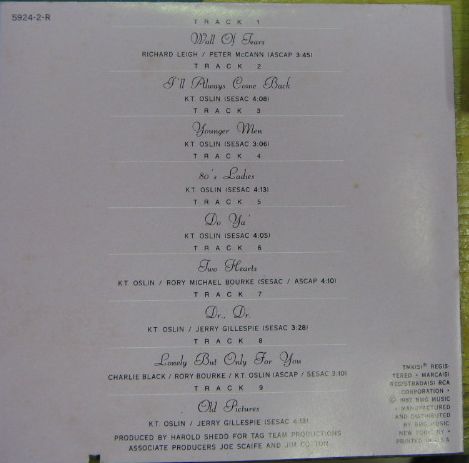 5924-2-R
TRACK 1
Wall Of Tears
RICHARD LEIGH / PETER McCANN (ASCAP 3:45)
TRACK 2
I'll Always Come Back
KT OSLIN (SESAC 4:08)
TRACK 3
Younger Men
KT OSLIN (SESAC 3:06)
TRACK 4
80's Ladies
KT OSLIN (SESAC 4:13)
TRACK 5
Do Ya'
KT OSLIN (SESAC 4:05)
TRACK 6
Two Hearts
KT OSLIN / RORY MICHAEL BOURKE (SESAC / ASCAP 4:10)
TRACK 7
Dr., Dr.
KT OSLIN / JERRY GILLESPIE (SESAC 3:28)
TRACK 8
Lonely But Only For You
CHARLIE BLACK / RORY BOURKE / KT OSLIN (ASCAP / SESAC 3:10)
TRACK 9
Old Pictures
KT OSLIN / JERRY GILLESPIE (SESAC 4:13)
PRODUCED BY HAROLD SHEDD FOR TAG TEAM PRODUCTIONS
ASSOCIATE PRODUCERS JOE SCAIFE AND JIM COTTON
TMK(S)® REGIS-
TERED • MARCA(S)
REGISTRADA(S) RCA
CORPORATION •
© 1987 BMG MUSIC
• MANUFACTURED
AND DISTRIBUTED
BY BMG MUSIC
NEW YORK, NY •
PRINTED IN U.S.A.